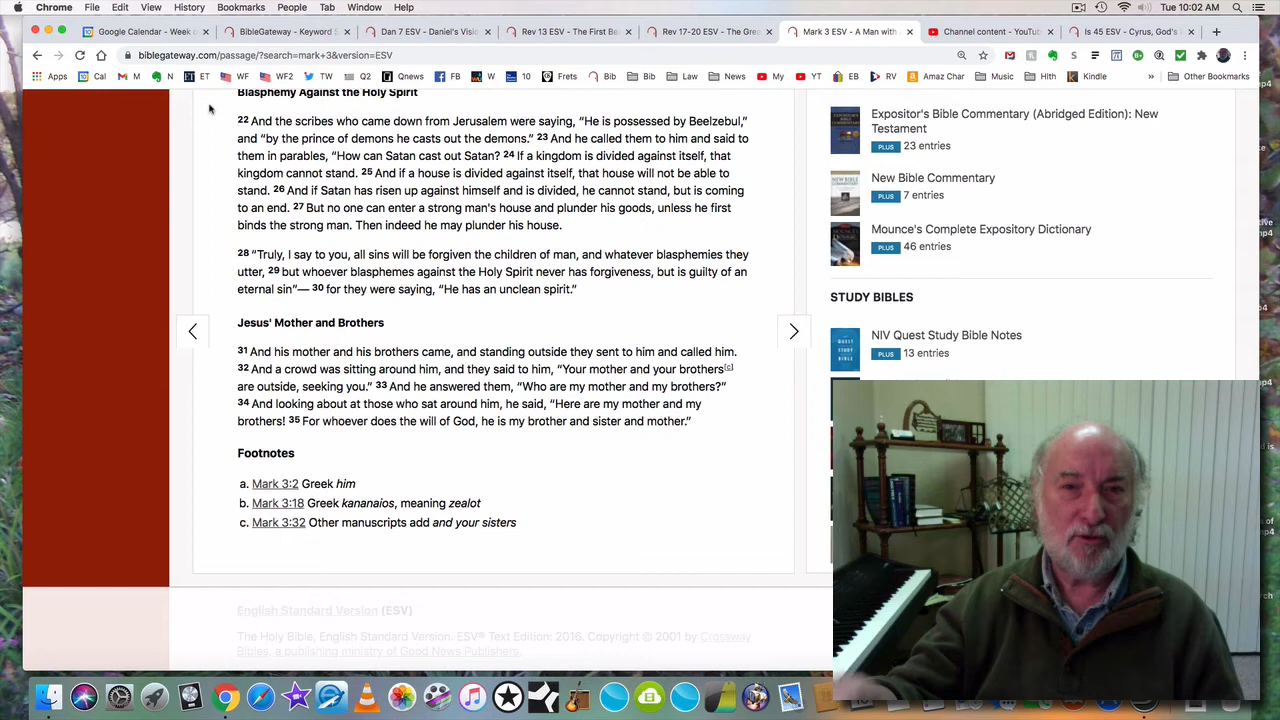 Chrome File Edit View History Bookmarks People Tab Window Help Tue 10:02 AM
Google Calendar - Week × BibleGateway - Keyword S × Dan 7 ESV - Daniel's Visio × Rev 13 ESV - The First Be × Rev 17-20 ESV - The Gre × Mark 3 ESV - A Man with × Channel content - YouTub × Is 45 ESV - Cyrus, God's × +
biblegateway.com/passage/?search=mark+3&version=ESV
Apps Cal M N ET WF WF2 TW Q2 Qnews FB W 10 Frets Bib Bib Law News My YT EB RV Amaz Char Music Hlth Kindle » Other Bookmarks
Blasphemy Against the Holy Spirit
22 And the scribes who came down from Jerusalem were saying, “He is possessed by Beelzebul,”
and “by the prince of demons he casts out the demons.” 23 And he called them to him and said to
them in parables, “How can Satan cast out Satan? 24 If a kingdom is divided against itself, that
kingdom cannot stand. 25 And if a house is divided against itself, that house will not be able to
stand. 26 And if Satan has risen up against himself and is divided, he cannot stand, but is coming
to an end. 27 But no one can enter a strong man's house and plunder his goods, unless he first
binds the strong man. Then indeed he may plunder his house.
28 “Truly, I say to you, all sins will be forgiven the children of man, and whatever blasphemies they
utter, 29 but whoever blasphemes against the Holy Spirit never has forgiveness, but is guilty of an
eternal sin”— 30 for they were saying, “He has an unclean spirit.”
Jesus' Mother and Brothers
31 And his mother and his brothers came, and standing outside they sent to him and called him.
32 And a crowd was sitting around him, and they said to him, “Your mother and your brothers[c]
are outside, seeking you.” 33 And he answered them, “Who are my mother and my brothers?”
34 And looking about at those who sat around him, he said, “Here are my mother and my
brothers! 35 For whoever does the will of God, he is my brother and sister and mother.”
Footnotes
a. Mark 3:2 Greek him
b. Mark 3:18 Greek kananaios, meaning zealot
c. Mark 3:32 Other manuscripts add and your sisters
English Standard Version (ESV)
The Holy Bible, English Standard Version. ESV® Text Edition: 2016. Copyright © 2001 by Crossway
Bibles, a publishing ministry of Good News Publishers.
Expositor's Bible Commentary (Abridged Edition): New
Testament
PLUS 23 entries
New Bible Commentary
PLUS 7 entries
Mounce's Complete Expository Dictionary
PLUS 46 entries
STUDY BIBLES
NIV Quest Study Bible Notes
PLUS 13 entries